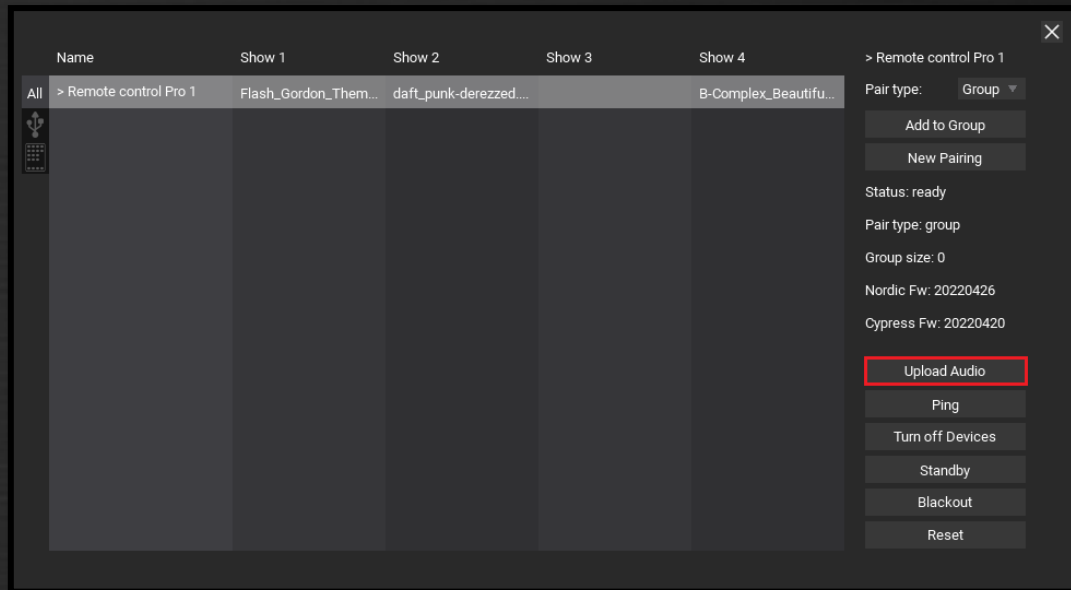 Name Show 1 Show 2 Show 3 Show 4
All > Remote control Pro 1 Flash_Gordon_Them... daft_punk-derezzed.... B-Complex_Beautifu...
> Remote control Pro 1
Pair type: Group
Add to Group
New Pairing
Status: ready
Pair type: group
Group size: 0
Nordic Fw: 20220426
Cypress Fw: 20220420
Upload Audio
Ping
Turn off Devices
Standby
Blackout
Reset